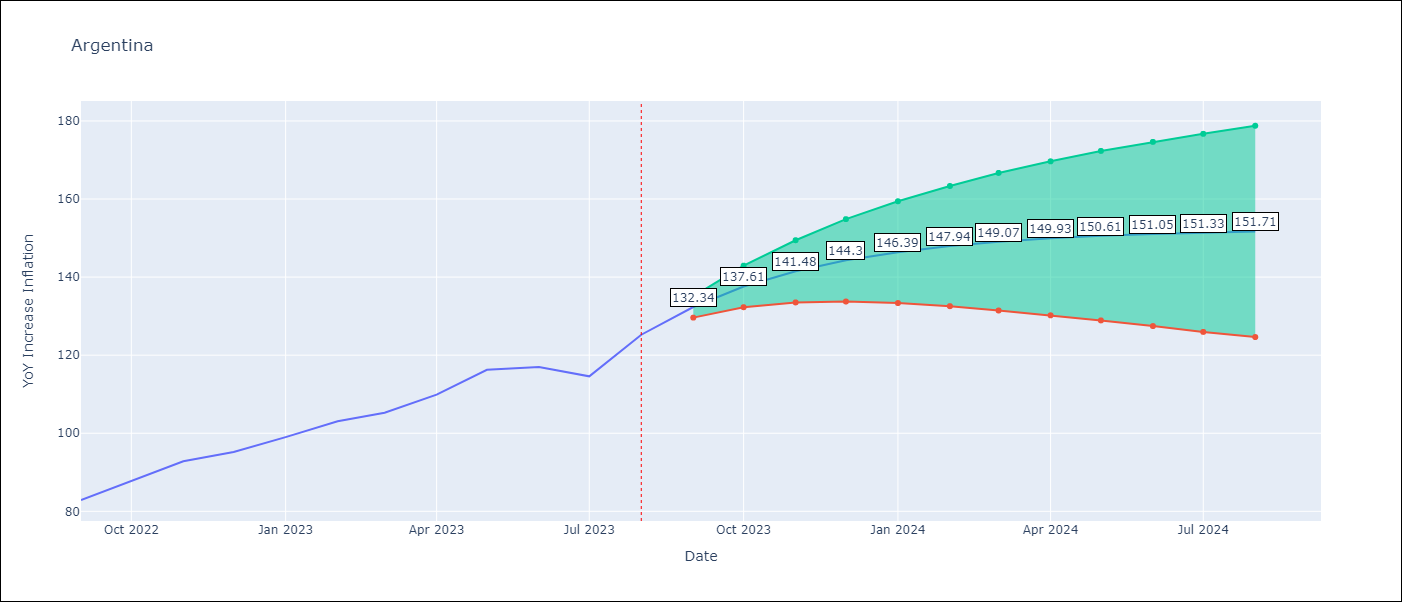 Argentina
YoY Increase Inflation
180
160
140
120
100
80
132.34
137.61
141.48
144.3
146.39
147.94
149.07
149.93
150.61
151.05
151.33
151.71
Oct 2022
Jan 2023
Apr 2023
Jul 2023
Oct 2023
Jan 2024
Apr 2024
Jul 2024
Date